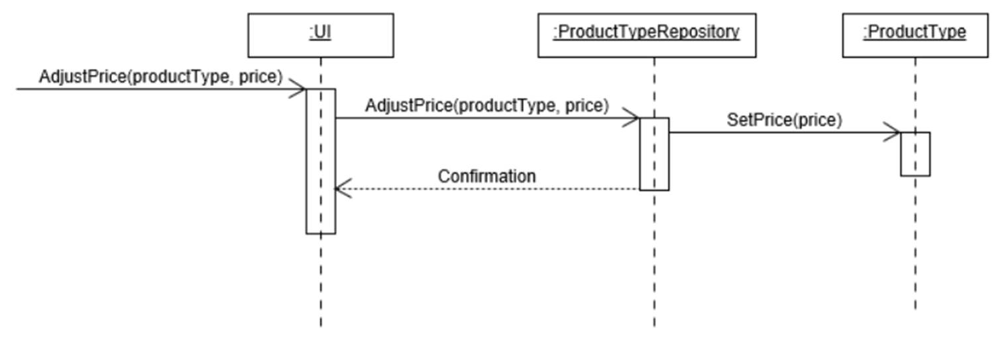 :UI
:ProductTypeRepository
:ProductType
AdjustPrice(productType, price)
AdjustPrice(productType, price)
SetPrice(price)
Confirmation